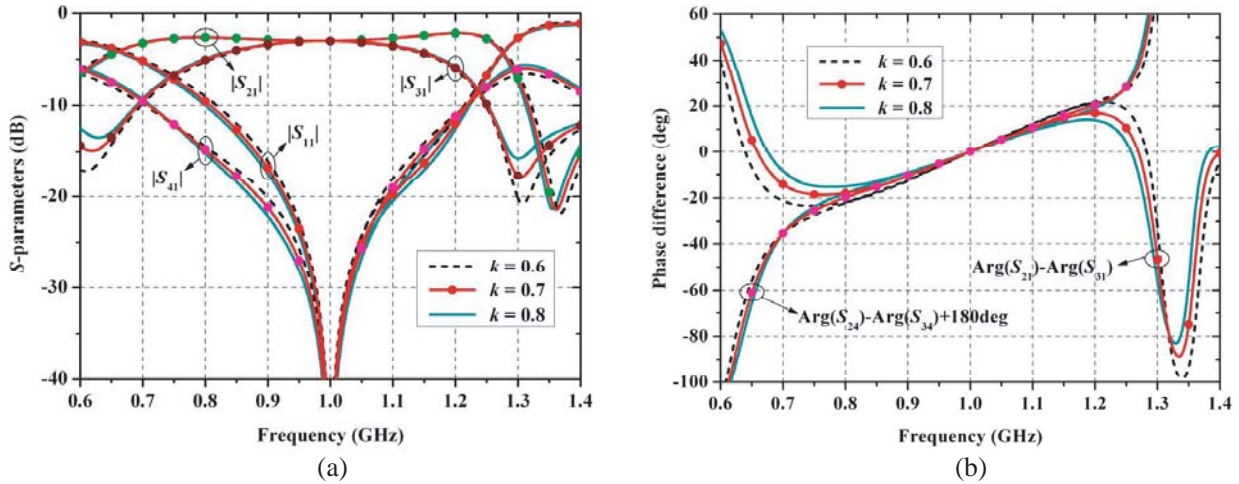 (a)
0
-10
-20
-30
-40
S-parameters (dB)
|S21|
|S31|
|S11|
|S41|
k = 0.6
k = 0.7
k = 0.8
0.6 0.7 0.8 0.9 1.0 1.1 1.2 1.3 1.4
Frequency (GHz)
(a)
(b)
60
40
20
0
-20
-40
-60
-80
-100
Phase difference (deg)
k = 0.6
k = 0.7
k = 0.8
Arg(S21)-Arg(S31)
Arg(S24)-Arg(S34)+180deg
0.6 0.7 0.8 0.9 1.0 1.1 1.2 1.3 1.4
Frequency (GHz)
(b)